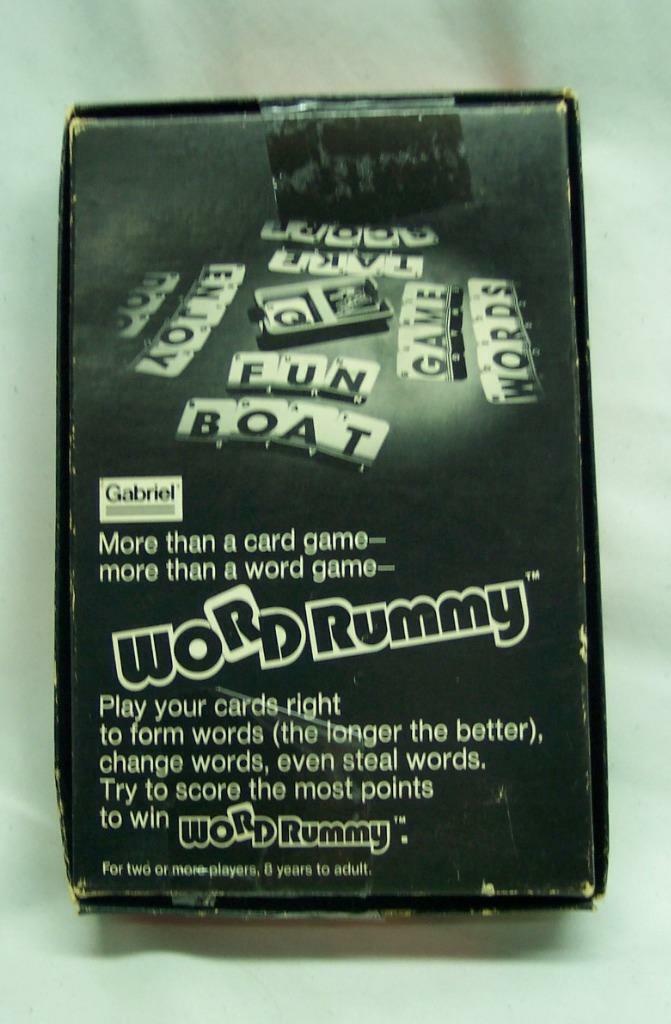 TAKE
ENJOY
Q
GAME
WORDS
FUN
BOAT
Gabriel
More than a card game—
more than a word game—
WORD Rummy™
Play your cards right
to form words (the longer the better),
change words, even steal words.
Try to score the most points
to win WORD Rummy™.
For two or more players, 8 years to adult.